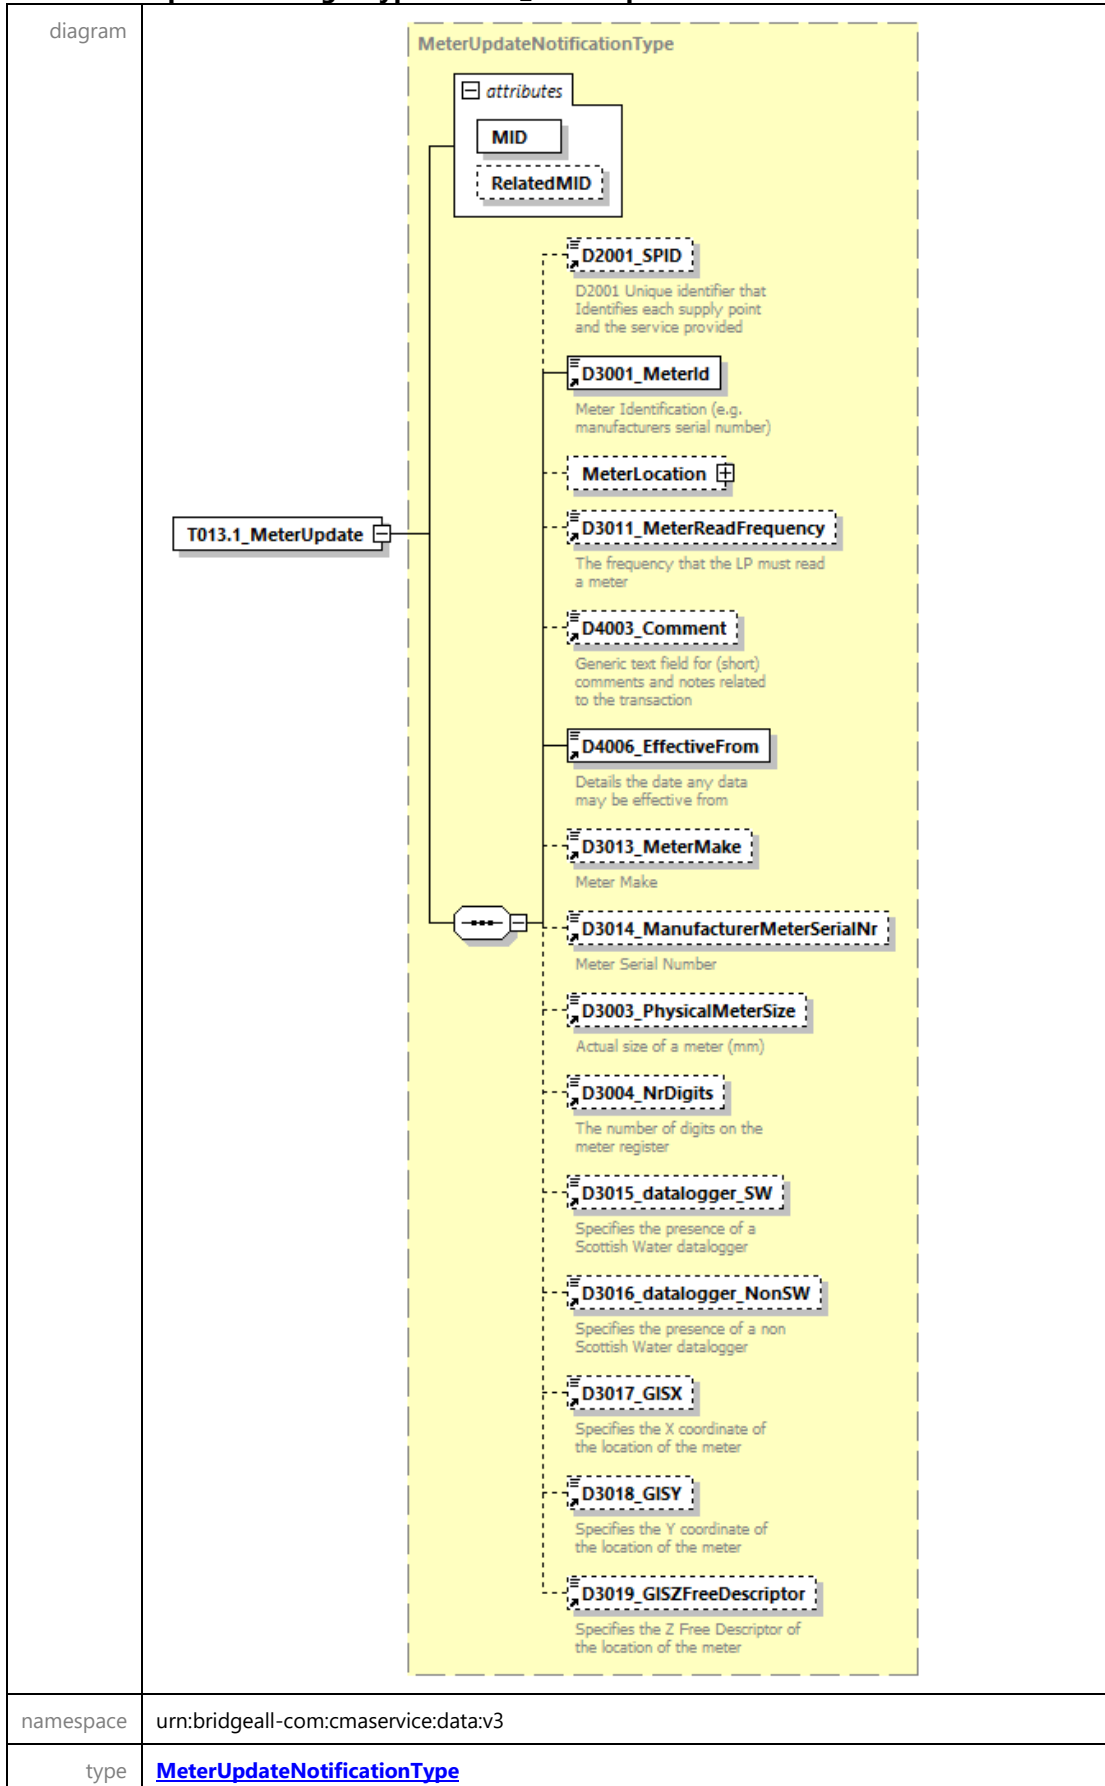 diagram
MeterUpdateNotificationType
attributes
MID
RelatedMID
D2001_SPID
D2001 Unique identifier that
Identifies each supply point
and the service provided
D3001_MeterId
Meter Identification (e.g.
manufacturers serial number)
MeterLocation
T013.1_MeterUpdate
D3011_MeterReadFrequency
The frequency that the LP must read
a meter
D4003_Comment
Generic text field for (short)
comments and notes related
to the transaction
D4006_EffectiveFrom
Details the date any data
may be effective from
D3013_MeterMake
Meter Make
D3014_ManufacturerMeterSerialNr
Meter Serial Number
D3003_PhysicalMeterSize
Actual size of a meter (mm)
D3004_NrDigits
The number of digits on the
meter register
D3015_datalogger_SW
Specifies the presence of a
Scottish Water datalogger
D3016_datalogger_NonSW
Specifies the presence of a non
Scottish Water datalogger
D3017_GISX
Specifies the X coordinate of
the location of the meter
D3018_GISY
Specifies the Y coordinate of
the location of the meter
D3019_GISZFreeDescriptor
Specifies the Z Free Descriptor of
the location of the meter
namespace urn:bridgeall-com:cmaservice:data:v3
type MeterUpdateNotificationType